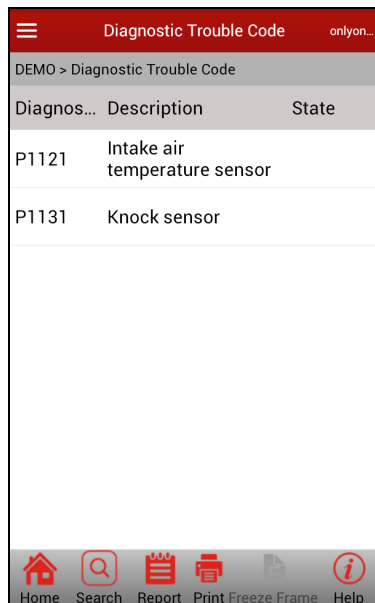 Diagnostic Trouble Code onlyon...
DEMO > Diagnostic Trouble Code
Diagnos... Description State
P1121 Intake air
temperature sensor
P1131 Knock sensor
Home Search Report Print Freeze Frame Help